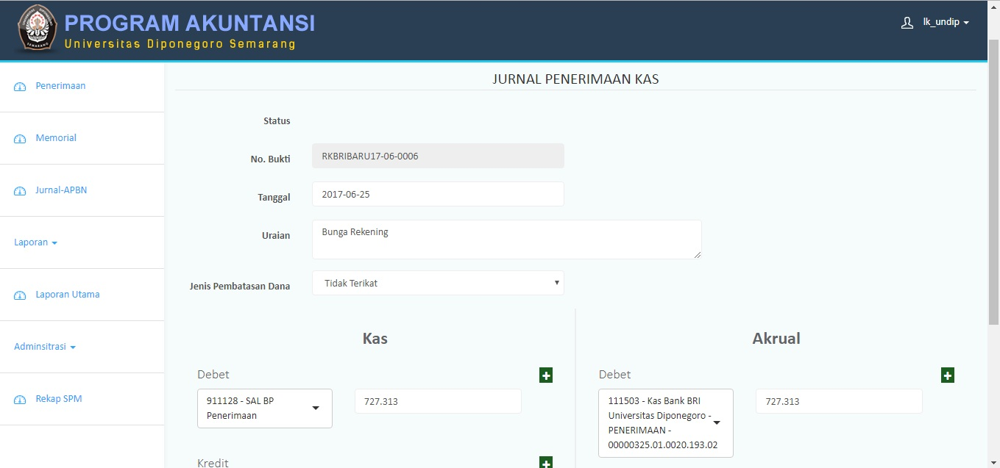 PROGRAM AKUNTANSI
Universitas Diponegoro Semarang
lk_undip
Penerimaan
Memorial
Jurnal-APBN
Laporan
Laporan Utama
Adminsitrasi
Rekap SPM
JURNAL PENERIMAAN KAS
Status
No. Bukti
RKBRIBARU17-06-0006
Tanggal
2017-06-25
Uraian
Bunga Rekening
Jenis Pembatasan Dana
Tidak Terikat
Kas
Debet
911128 - SAL BP
Penerimaan
727.313
Kredit
Akrual
Debet
111503 - Kas Bank BRI
Universitas Diponegoro -
PENERIMAAN -
00000325.01.0020.193.02
727.313